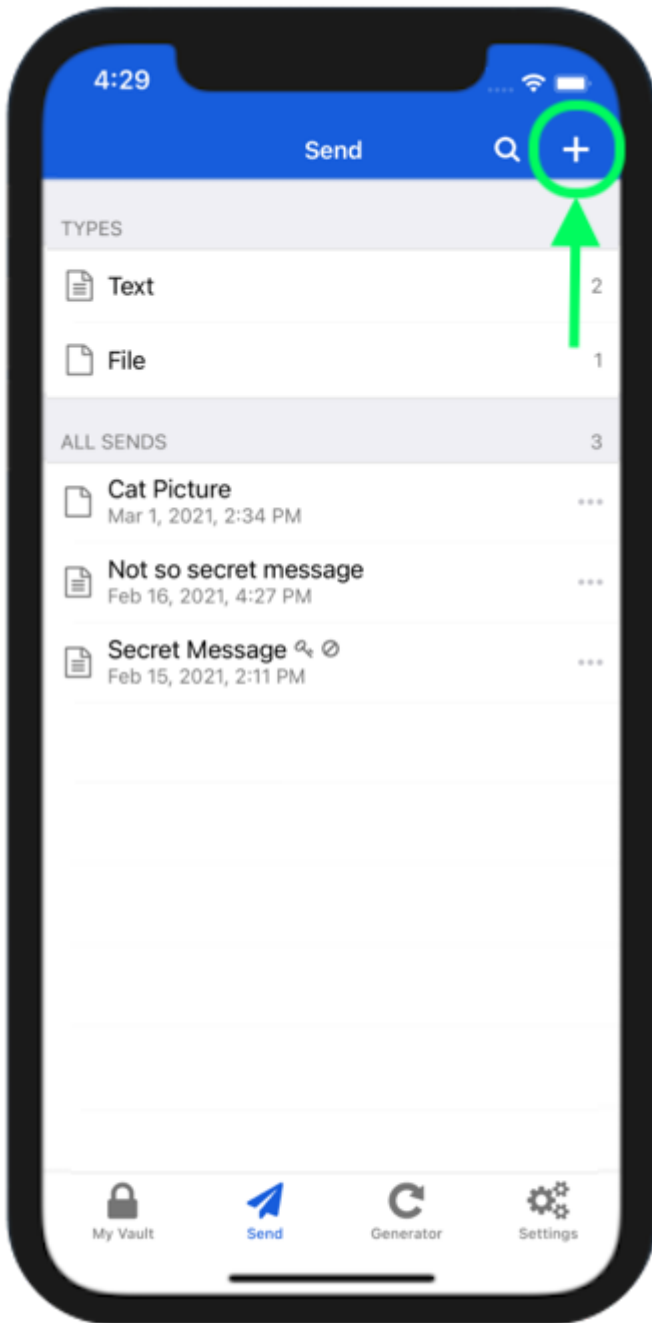 4:29
Send
TYPES
Text 2
File 1
ALL SENDS 3
Cat Picture
Mar 1, 2021, 2:34 PM
Not so secret message
Feb 16, 2021, 4:27 PM
Secret Message
Feb 15, 2021, 2:11 PM
My Vault Send Generator Settings